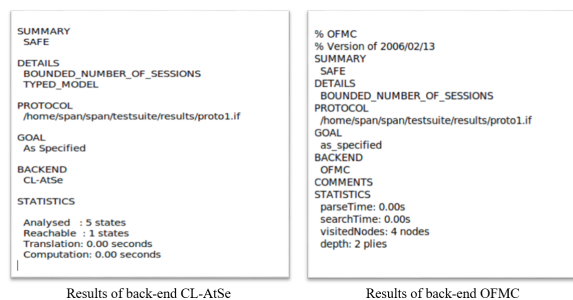 SUMMARY
SAFE
DETAILS
BOUNDED_NUMBER_OF_SESSIONS
TYPED_MODEL
PROTOCOL
/home/span/span/testsuite/results/proto1.if
GOAL
As Specified
BACKEND
CL-AtSe
STATISTICS
Analysed : 5 states
Reachable : 1 states
Translation: 0.00 seconds
Computation: 0.00 seconds
Results of back-end CL-AtSe
% OFMC
% Version of 2006/02/13
SUMMARY
SAFE
DETAILS
BOUNDED_NUMBER_OF_SESSIONS
PROTOCOL
/home/span/span/testsuite/results/proto1.if
GOAL
as_specified
BACKEND
OFMC
COMMENTS
STATISTICS
parseTime: 0.00s
searchTime: 0.00s
visitedNodes: 4 nodes
depth: 2 plies
Results of back-end OFMC